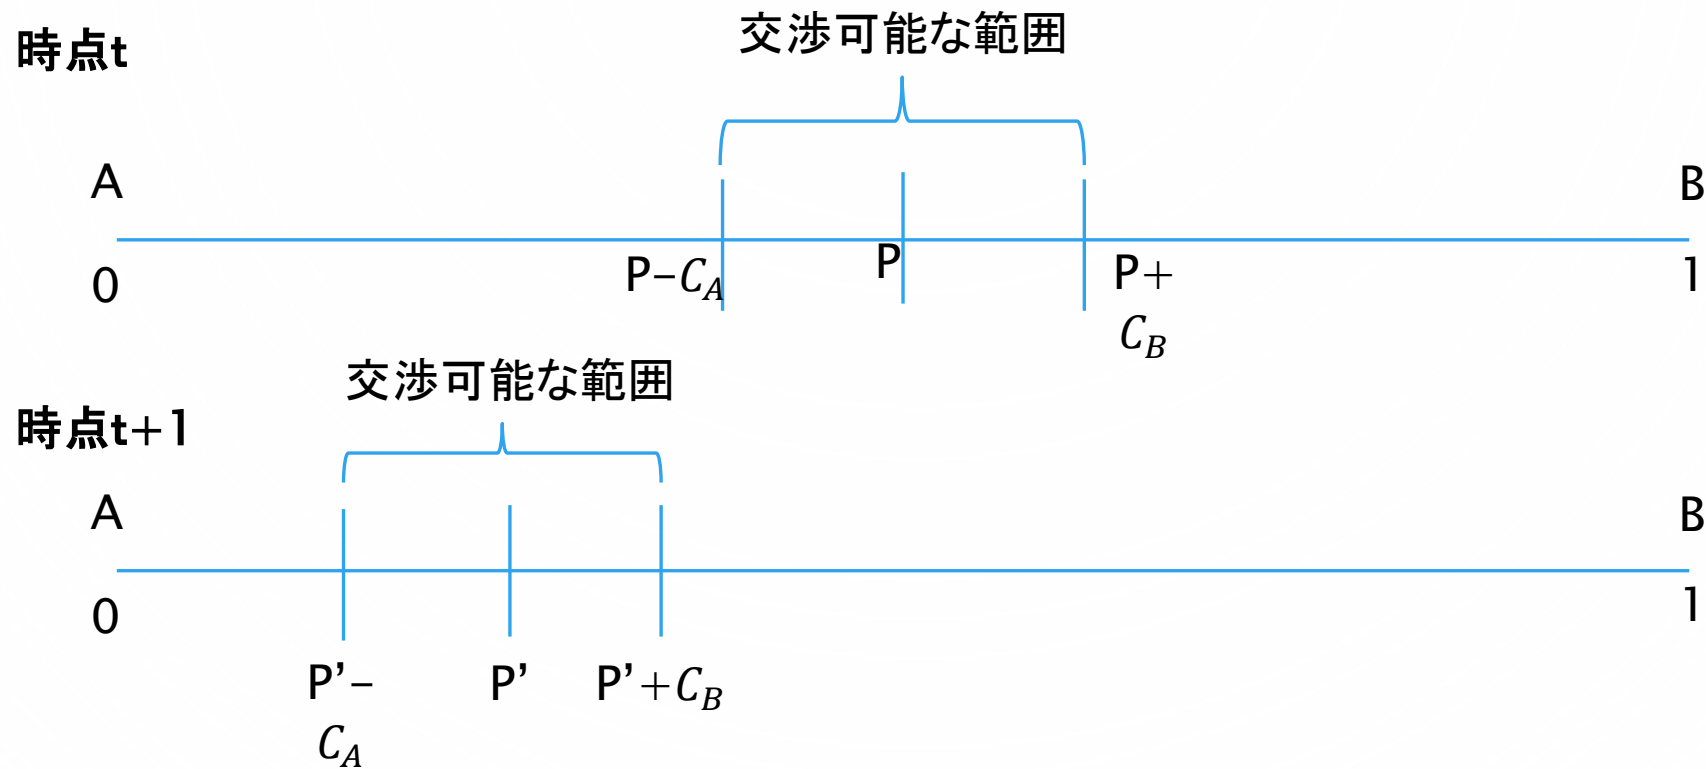 交渉可能な範囲
時点t
A
B
P−C_A
P
P+
C_B
0
1
交渉可能な範囲
時点t+1
A
B
0
1
P’−
C_A
P’
P’+C_B